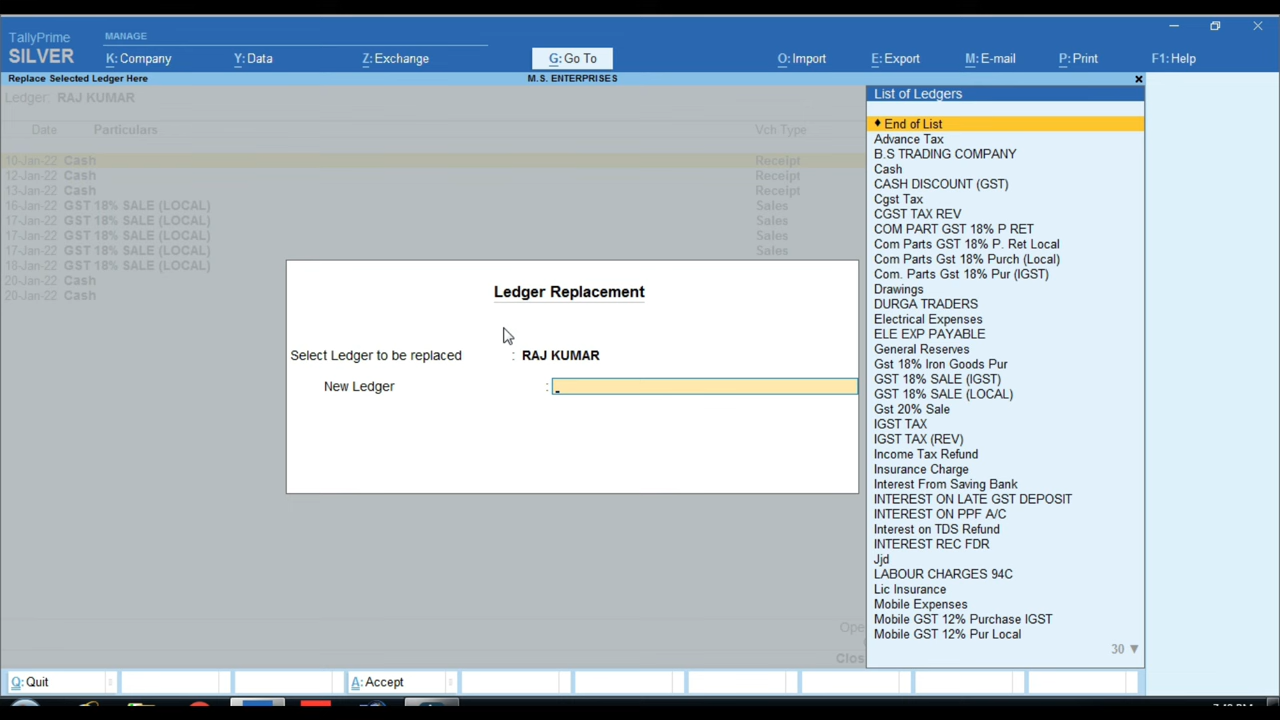 TallyPrime
MANAGE
SILVER
K: Company
Y: Data
Z: Exchange
G: Go To
O: Import
E: Export
M: E-mail
P: Print
F1: Help
Replace Selected Ledger Here
M.S. ENTERPRISES
Ledger: RAJ KUMAR
Date Particulars Vch Type
10-Jan-22 Cash Receipt
12-Jan-22 Cash Receipt
13-Jan-22 Cash Receipt
16-Jan-22 GST 18% SALE (LOCAL) Sales
17-Jan-22 GST 18% SALE (LOCAL) Sales
17-Jan-22 GST 18% SALE (LOCAL) Sales
17-Jan-22 GST 18% SALE (LOCAL) Sales
18-Jan-22 GST 18% SALE (LOCAL)
20-Jan-22 Cash
20-Jan-22 Cash
Ledger Replacement
Select Ledger to be replaced : RAJ KUMAR
New Ledger :
List of Ledgers
♦ End of List
Advance Tax
B.S TRADING COMPANY
Cash
CASH DISCOUNT (GST)
Cgst Tax
CGST TAX REV
COM PART GST 18% P RET
Com Parts GST 18% P. Ret Local
Com Parts Gst 18% Purch (Local)
Com. Parts Gst 18% Pur (IGST)
Drawings
DURGA TRADERS
Electrical Expenses
ELE EXP PAYABLE
General Reserves
Gst 18% Iron Goods Pur
GST 18% SALE (IGST)
GST 18% SALE (LOCAL)
Gst 20% Sale
IGST TAX
IGST TAX (REV)
Income Tax Refund
Insurance Charge
Interest From Saving Bank
INTEREST ON LATE GST DEPOSIT
INTEREST ON PPF A/C
Interest on TDS Refund
INTEREST REC FDR
Jjd
LABOUR CHARGES 94C
Lic Insurance
Mobile Expenses
Mobile GST 12% Purchase IGST
Mobile GST 12% Pur Local
30 ▼
Ope
Clos
Q: Quit
A: Accept